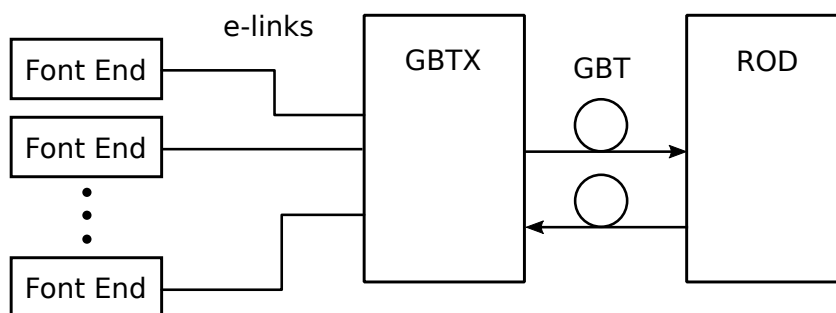 e-links
Font End
GBTX
GBT
ROD
Font End
Font End